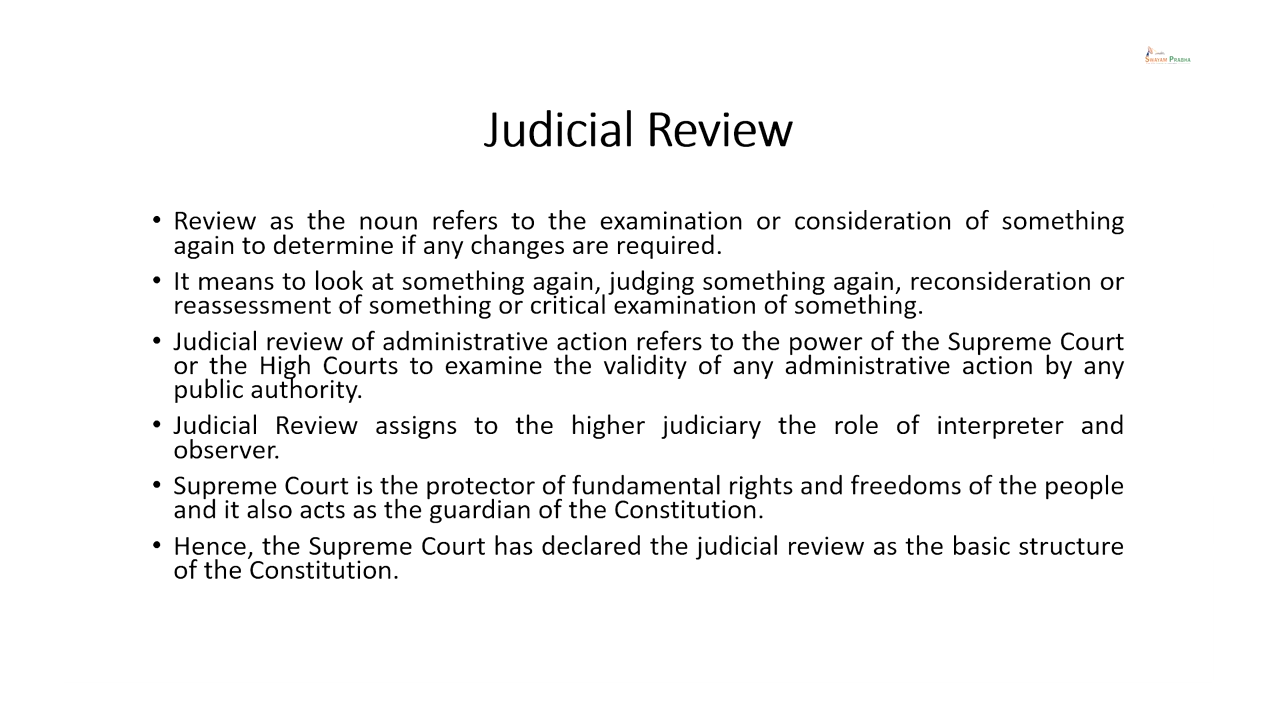 SWAYAM PRABHA
Judicial Review
• Review as the noun refers to the examination or consideration of something
again to determine if any changes are required.
• It means to look at something again, judging something again, reconsideration or
reassessment of something or critical examination of something.
• Judicial review of administrative action refers to the power of the Supreme Court
or the High Courts to examine the validity of any administrative action by any
public authority.
• Judicial Review assigns to the higher judiciary the role of interpreter and
observer.
• Supreme Court is the protector of fundamental rights and freedoms of the people
and it also acts as the guardian of the Constitution.
• Hence, the Supreme Court has declared the judicial review as the basic structure
of the Constitution.